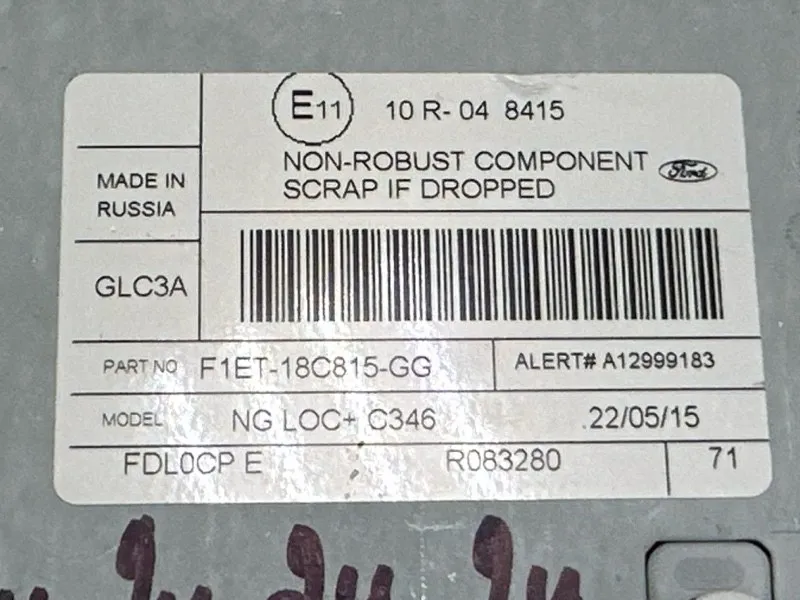 E11 10 R- 04 8415
NON-ROBUST COMPONENT
SCRAP IF DROPPED
Ford
MADE IN
RUSSIA
GLC3A
PART NO F1ET-18C815-GG
ALERT# A12999183
MODEL NG LOC+ C346 22/05/15
FDL0CP E R083280 71